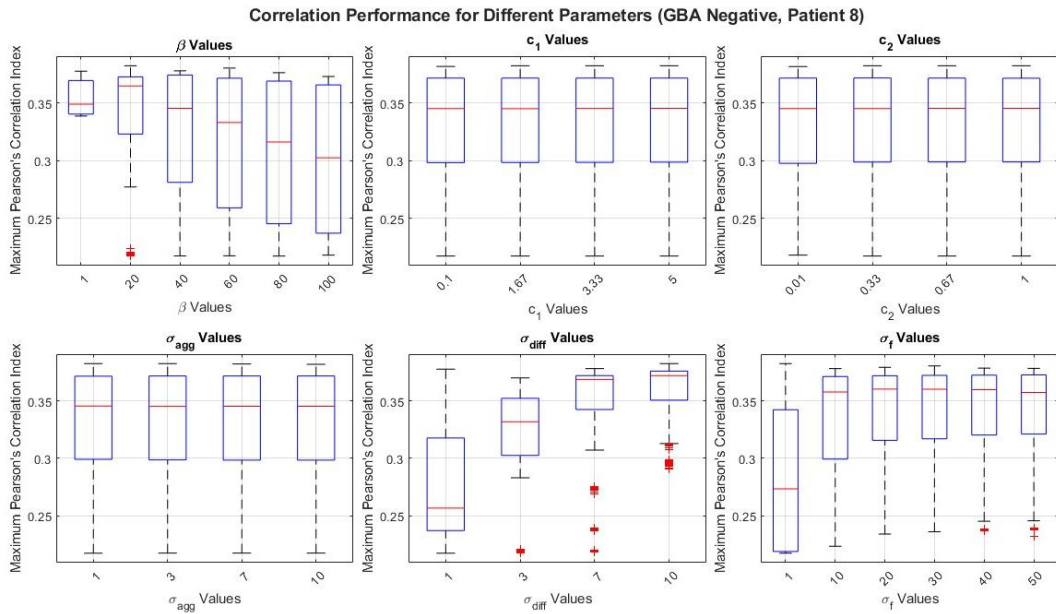 Correlation Performance for Different Parameters (GBA Negative, Patient 8)
β Values
Maximum Pearson's Correlation Index
0.35
0.3
0.25
1 20 40 60 80 100
β Values
c1 Values
Maximum Pearson's Correlation Index
0.35
0.3
0.25
0.1 1.67 3.33 5
c1 Values
c2 Values
Maximum Pearson's Correlation Index
0.35
0.3
0.25
0.01 0.33 0.67 1
c2 Values
σagg Values
Maximum Pearson's Correlation Index
0.35
0.3
0.25
1 3 7 10
σagg Values
σdiff Values
Maximum Pearson's Correlation Index
0.35
0.3
0.25
1 3 7 10
σdiff Values
σf Values
Maximum Pearson's Correlation Index
0.35
0.3
0.25
1 10 20 30 40 50
σf Values